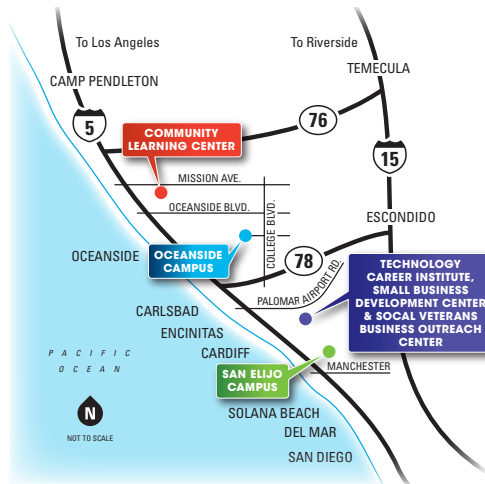 To Los Angeles
To Riverside
CAMP PENDLETON
TEMECULA
5
76
15
COMMUNITY
LEARNING CENTER
MISSION AVE.
OCEANSIDE BLVD.
COLLEGE BLVD.
ESCONDIDO
OCEANSIDE
OCEANSIDE
CAMPUS
78
PALOMAR AIRPORT RD.
TECHNOLOGY
CAREER INSTITUTE,
SMALL BUSINESS
DEVELOPMENT CENTER
& SOCAL VETERANS
BUSINESS OUTREACH
CENTER
CARLSBAD
ENCINITAS
CARDIFF
PACIFIC
OCEAN
SAN ELIJO
CAMPUS
MANCHESTER
N
NOT TO SCALE
SOLANA BEACH
DEL MAR
SAN DIEGO